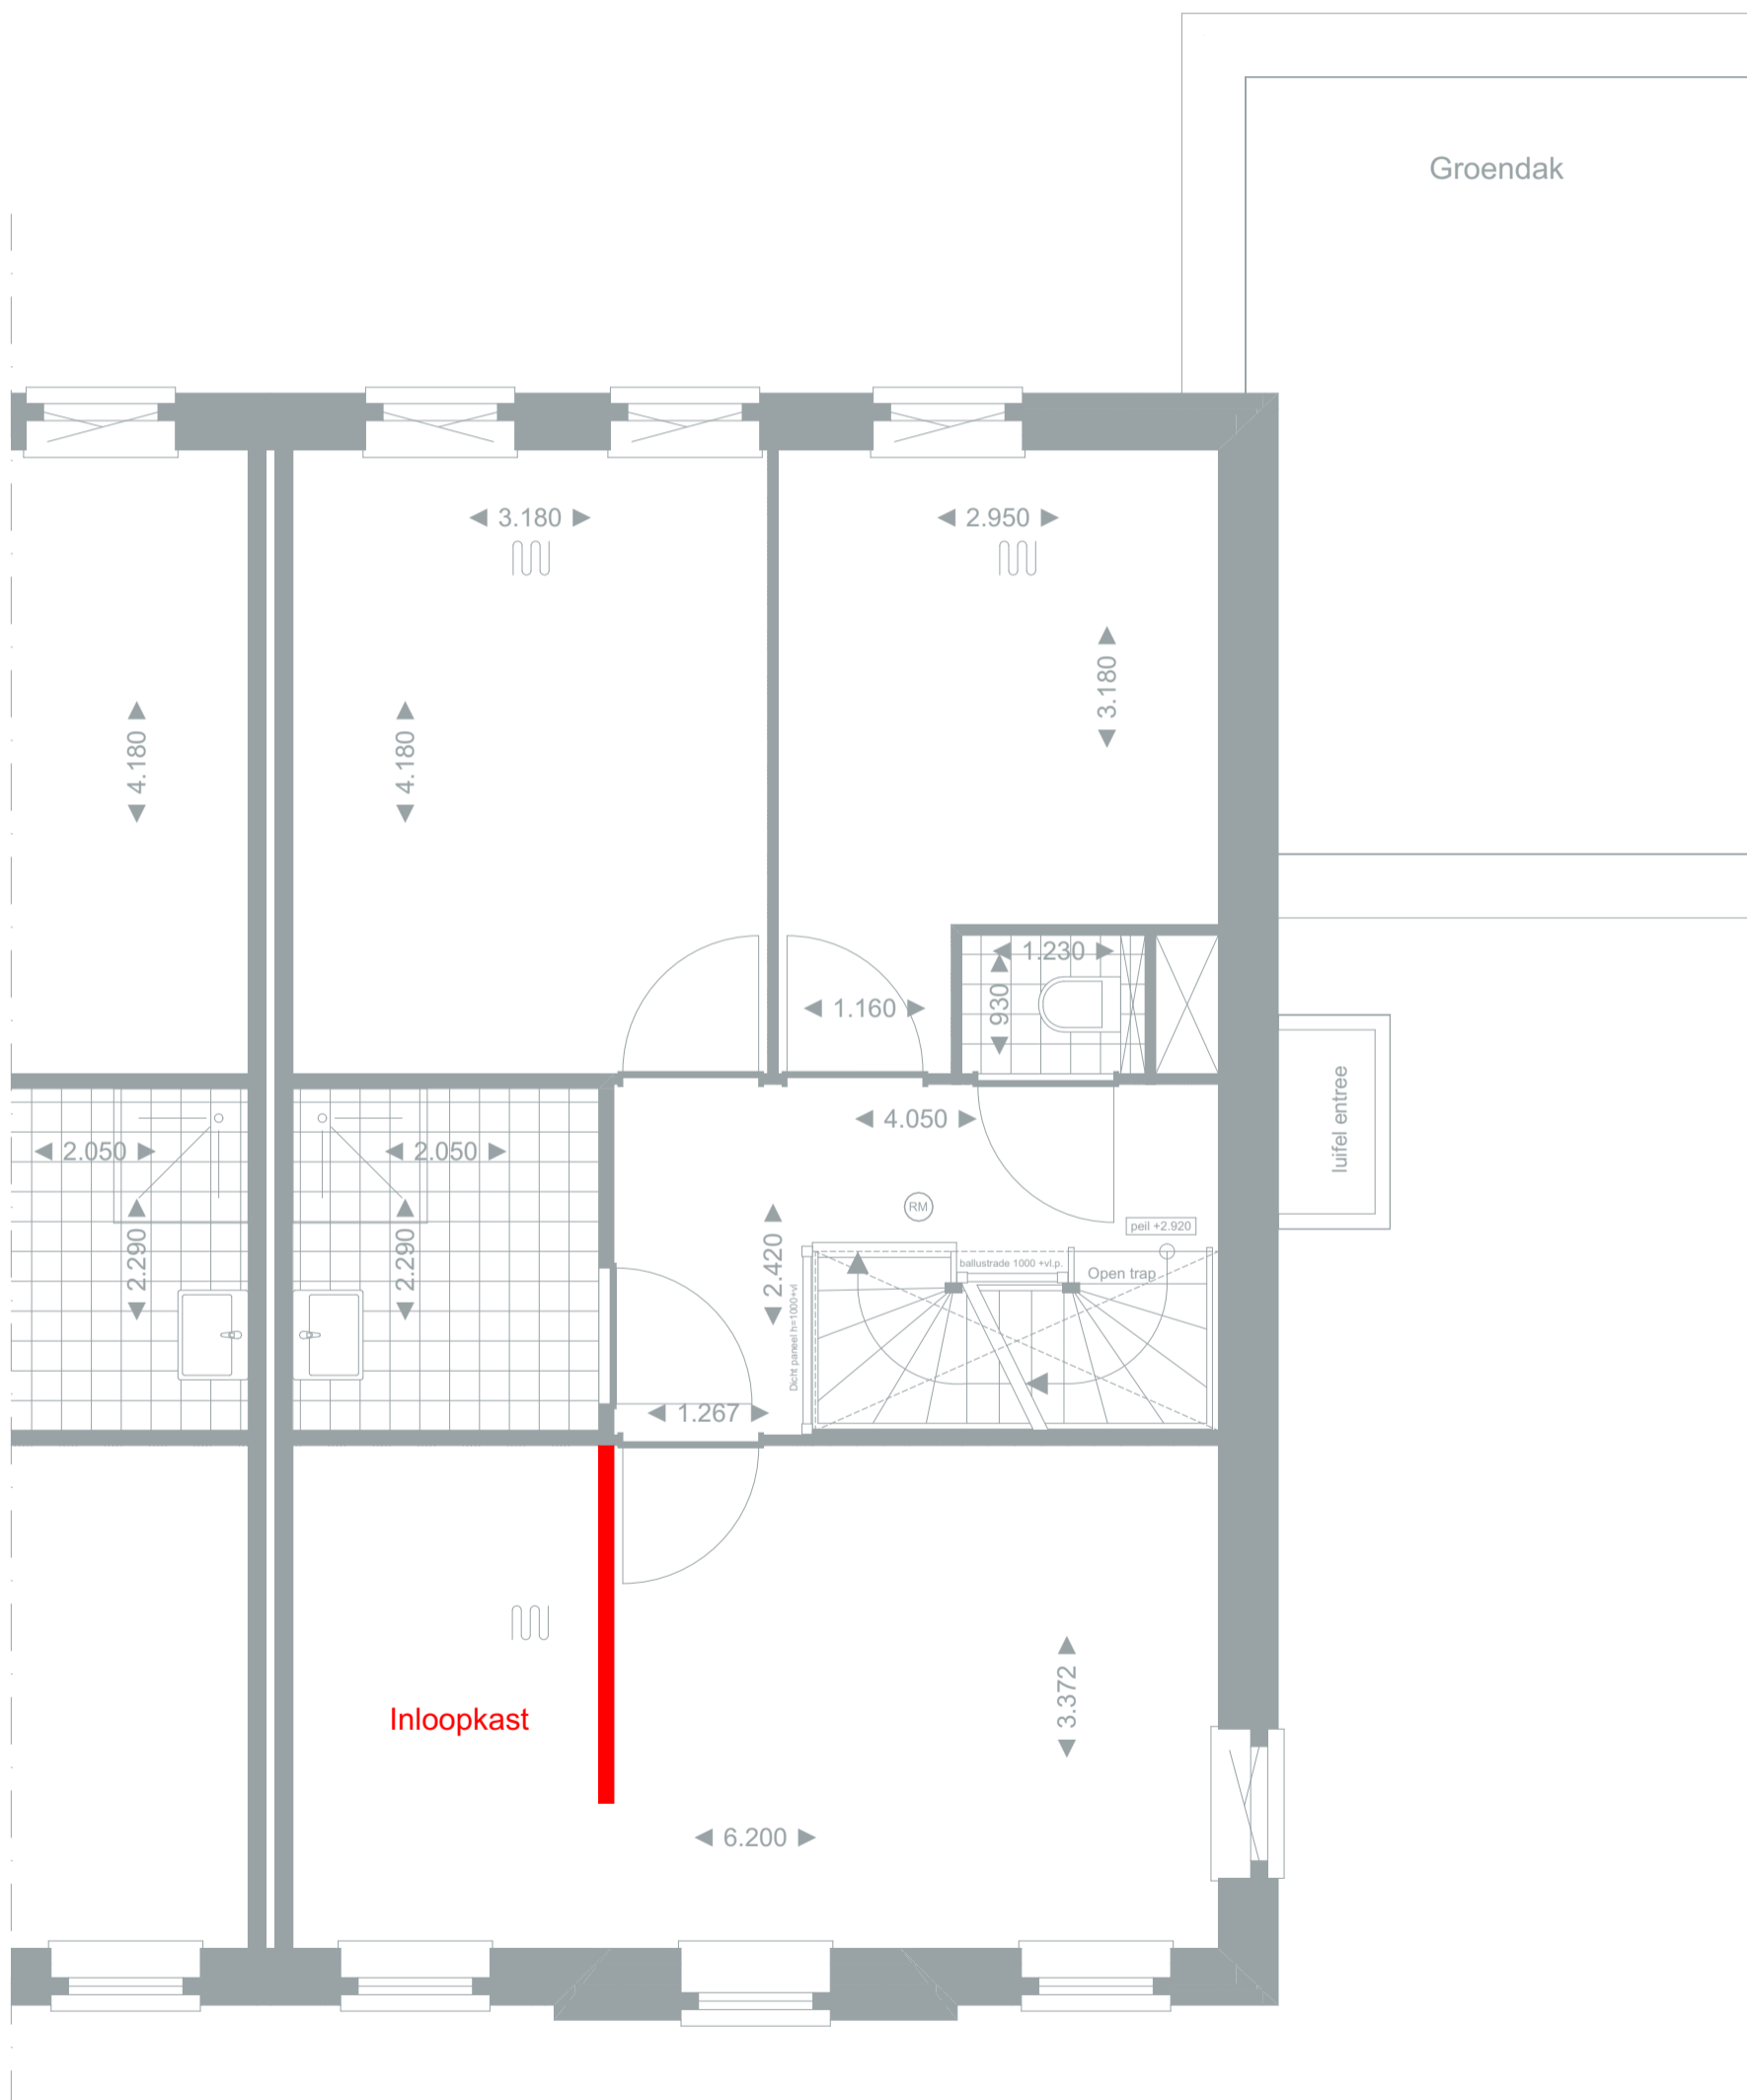 Groendak
3.180
2.950
3.180
4.180
4.180
1.230
930
1.160
4.050
luifel entree
2.050
2.050
RM
peil +2.920
2.290
2.290
2.420
ballustrade 1000 +vl.p.
Open trap
Dicht paneel h=1000+vl
1.267
3.372
Inloopkast
6.200